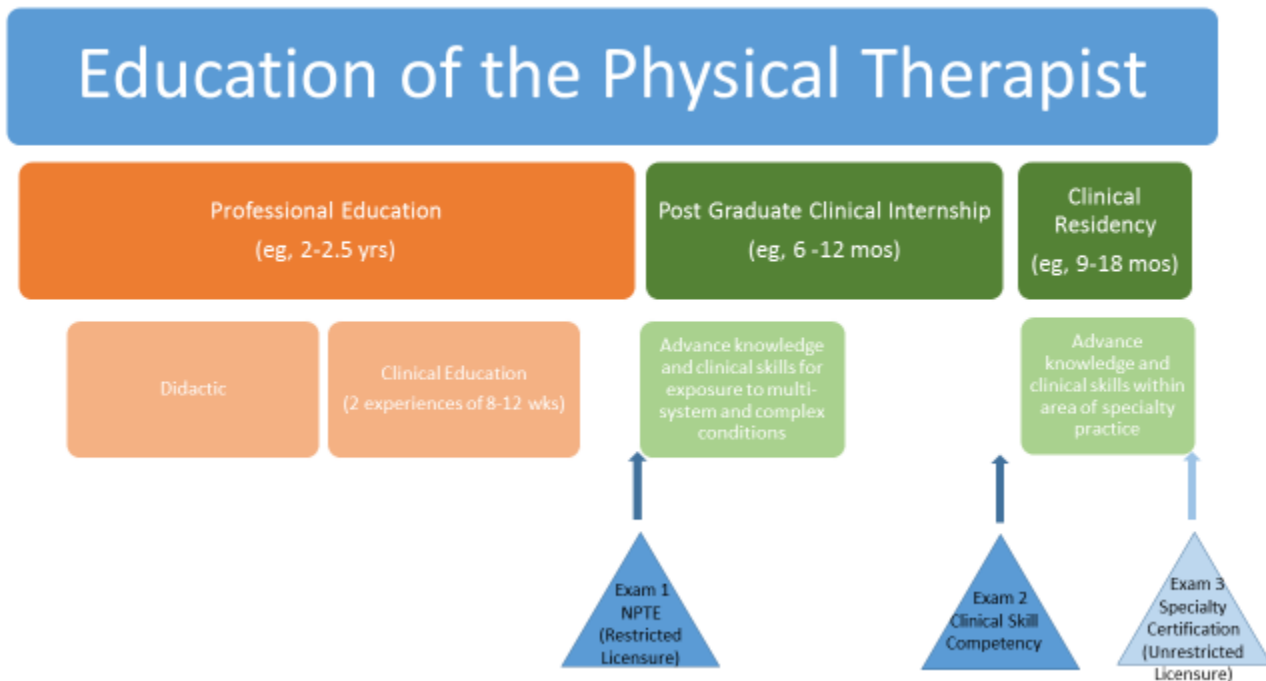 Education of the Physical Therapist
Professional Education
(eg, 2-2.5 yrs)
Post Graduate Clinical Internship
(eg, 6 -12 mos)
Clinical
Residency
(eg, 9-18 mos)
Didactic
Clinical Education
(2 experiences of 8-12 wks)
Advance knowledge
and clinical skills for
exposure to multi-
system and complex
conditions
Advance
knowledge and
clinical skills within
area of specialty
practice
Exam 1
NPTE
(Restricted
Licensure)
Exam 2
Clinical Skill
Competency
Exam 3
Specialty
Certification
(Unrestricted
Licensure)